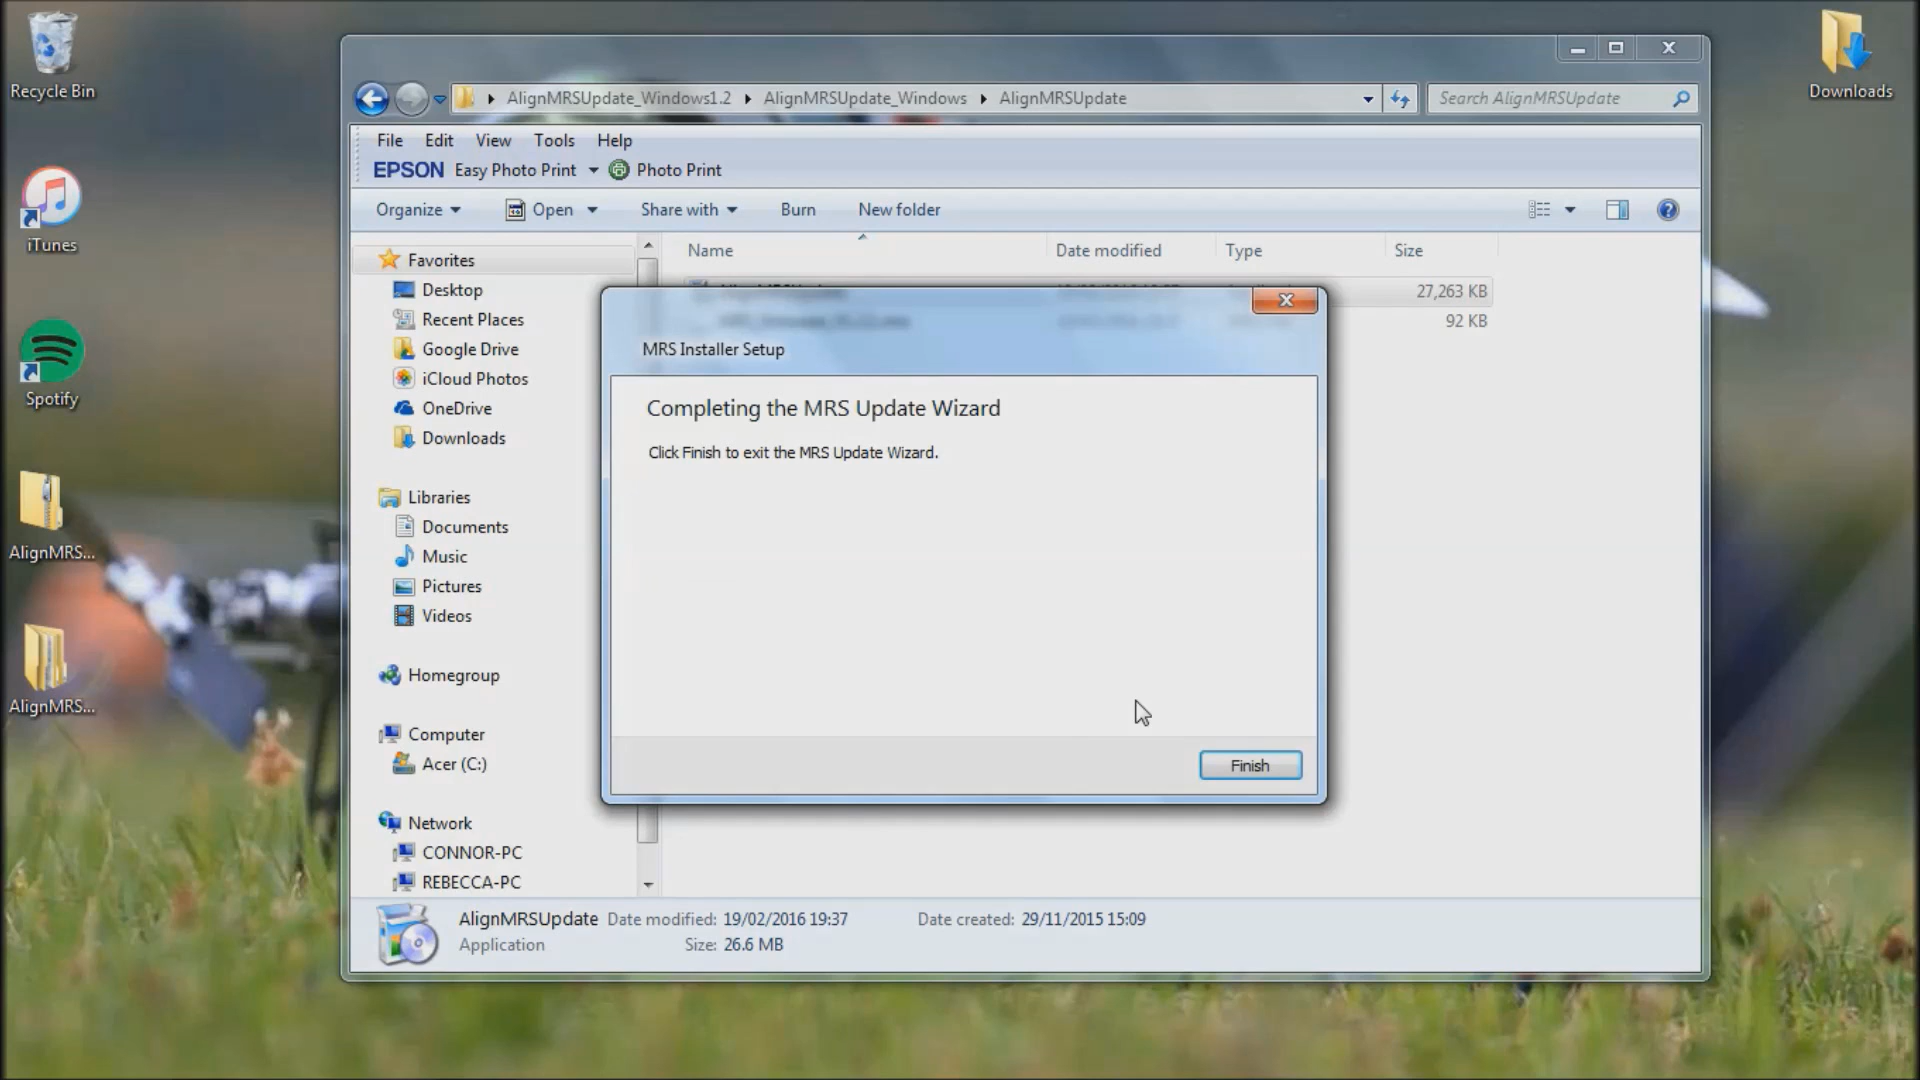 Recycle Bin
iTunes
Spotify
AlignMRS...
AlignMRS...
Downloads
AlignMRSUpdate_Windows1.2 AlignMRSUpdate_Windows AlignMRSUpdate
Search AlignMRSUpdate
File Edit View Tools Help
EPSON Easy Photo Print Photo Print
Organize Open Share with Burn New folder
Name Date modified Type Size
27,263 KB
92 KB
Favorites
Desktop
Recent Places
Google Drive
iCloud Photos
OneDrive
Downloads
Libraries
Documents
Music
Pictures
Videos
Homegroup
Computer
Acer (C:)
Network
CONNOR-PC
REBECCA-PC
MRS Installer Setup
Completing the MRS Update Wizard
Click Finish to exit the MRS Update Wizard.
Finish
AlignMRSUpdate Date modified: 19/02/2016 19:37 Date created: 29/11/2015 15:09
Application Size: 26.6 MB